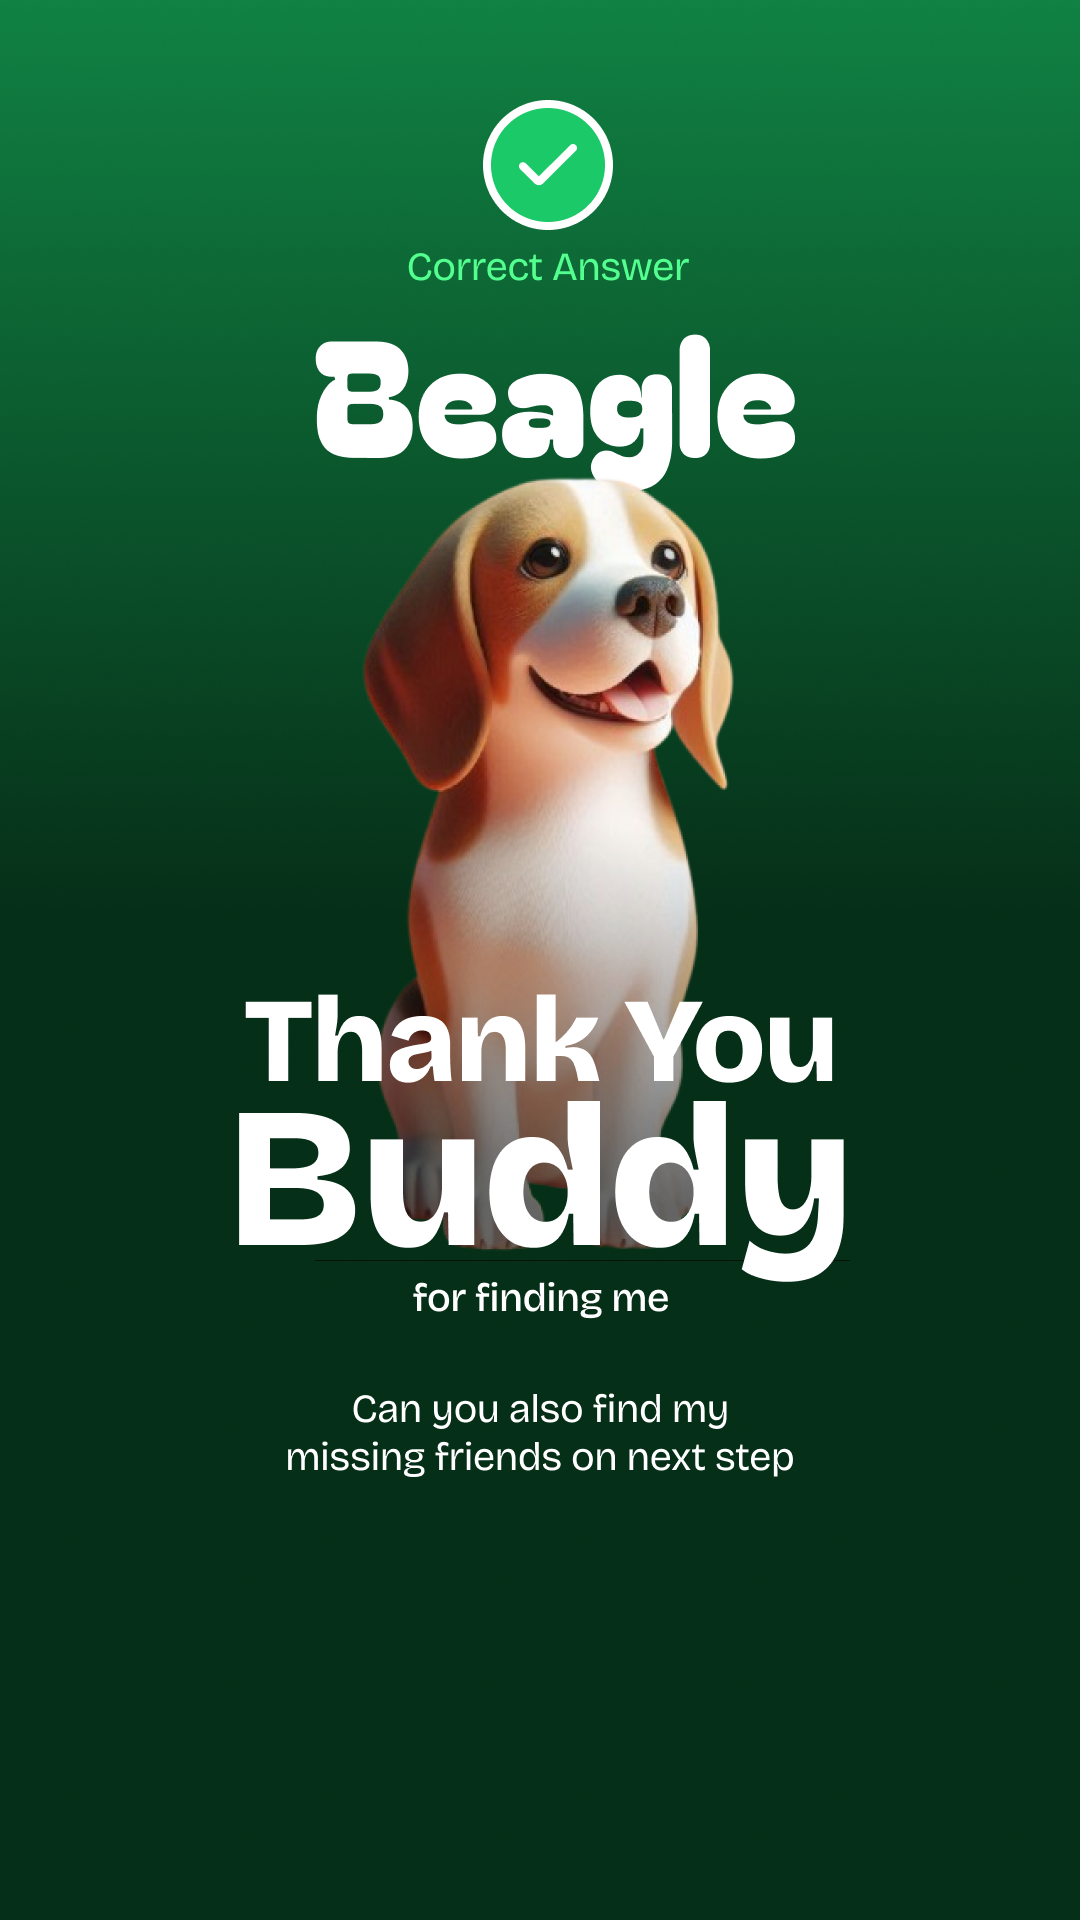 Correct Answer
Beagle
Thank You
Buddy
for finding me
Can you also find my
missing friends on next step